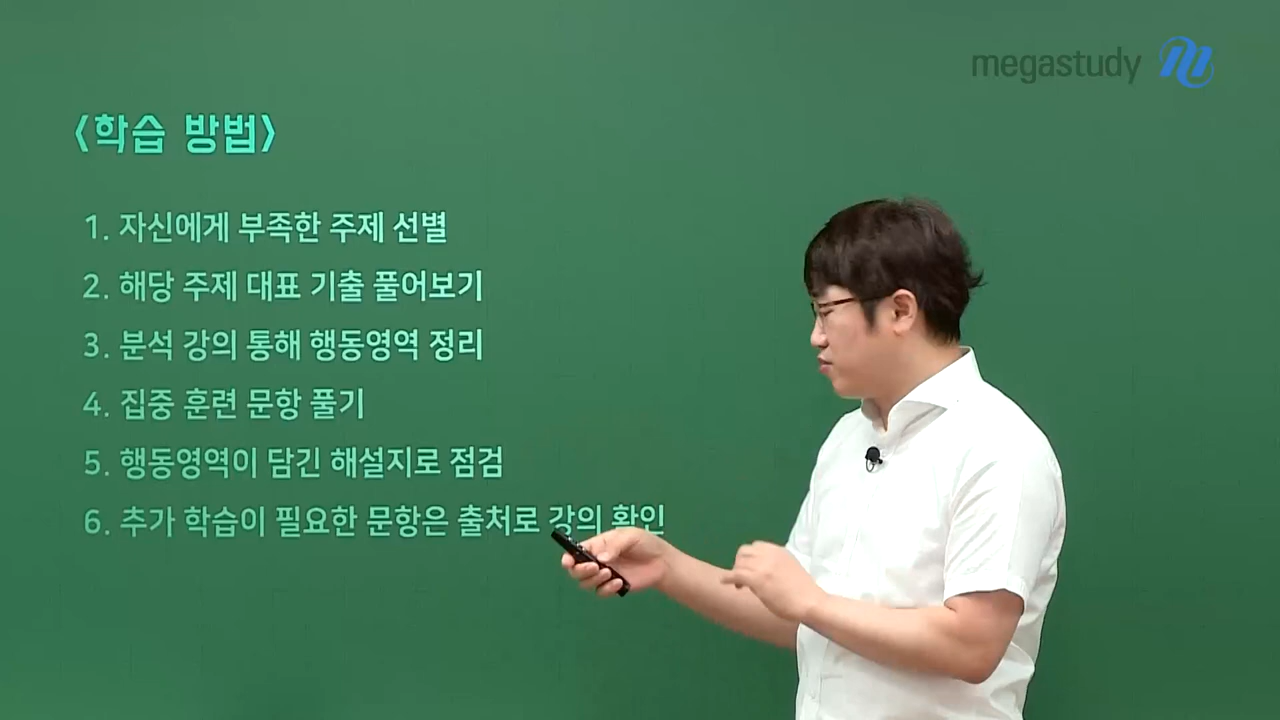 megastudy
〈학습 방법〉
1. 자신에게 부족한 주제 선별
2. 해당 주제 대표 기출 풀어보기
3. 분석 강의 통해 행동영역 정리
4. 집중 훈련 문항 풀기
5. 행동영역이 담긴 해설지로 점검
6. 추가 학습이 필요한 문항은 출처로 강의 확인